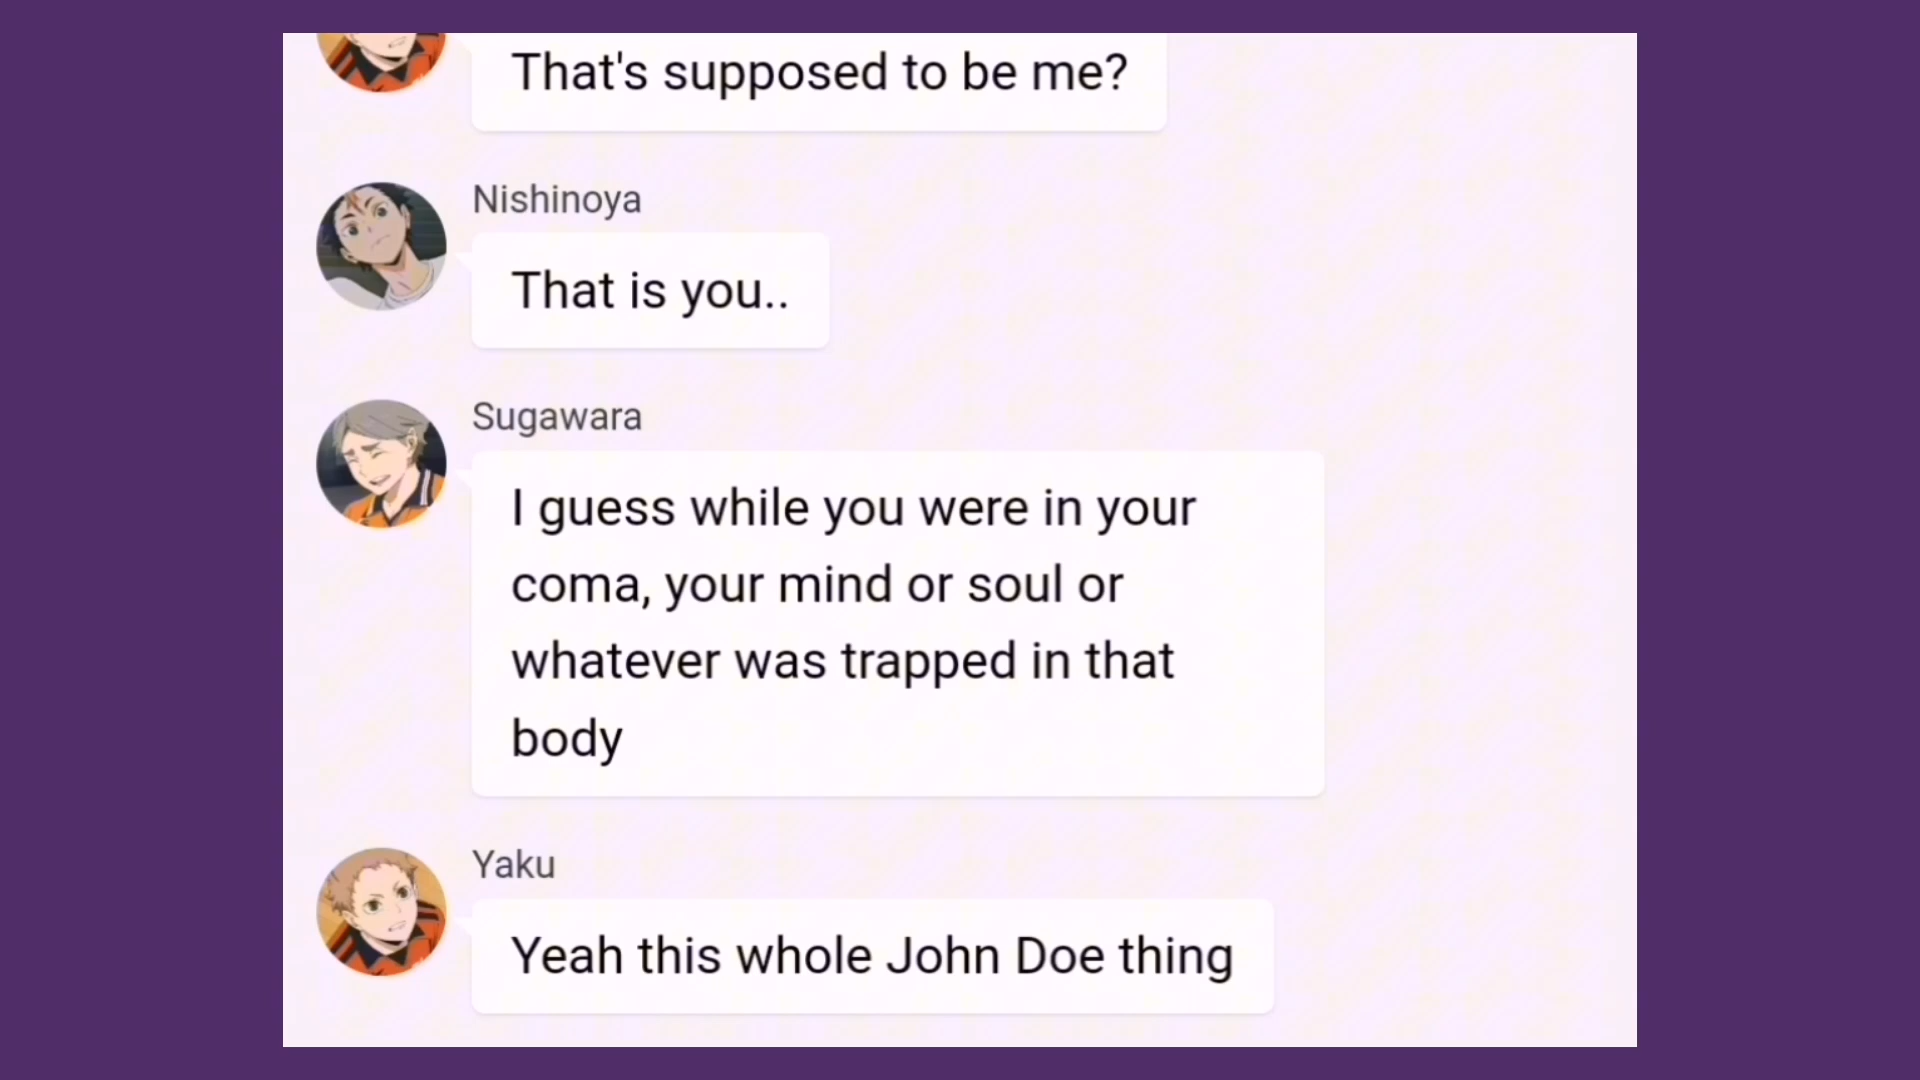 That's supposed to be me?
Nishinoya
That is you..
Sugawara
I guess while you were in your
coma, your mind or soul or
whatever was trapped in that
body
Yaku
Yeah this whole John Doe thing